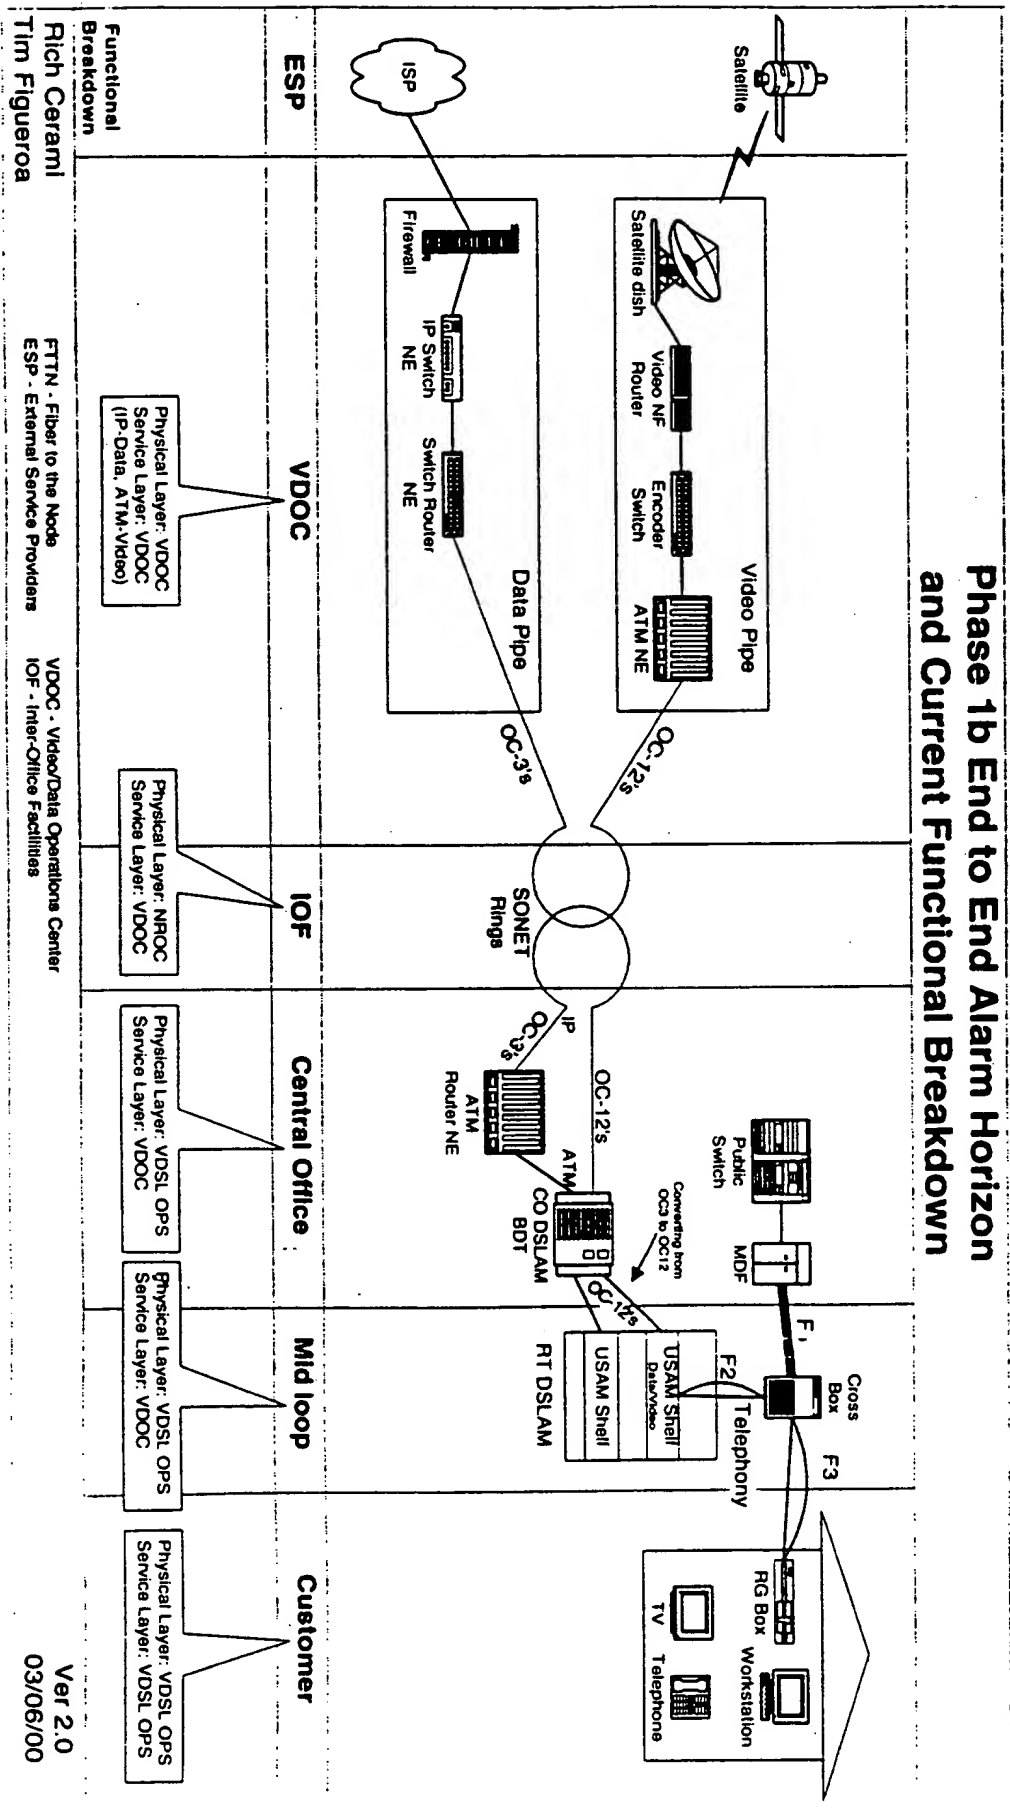 Phase 1b End to End Alarm Horizon
and Current Functional Breakdown
Satellite
Satellite dish
Video NF
Router
Encoder
Switch
ATM NE
Video Pipe
OC-12's
ISP
Firewall
IP Switch
NE
Switch Router
NE
Data Pipe
OC-3's
SONET
Rings
IP
OC-3's
OC-12's
ATM
Router NE
ATM
CO DSLAM
BDT
Converting from
OC3 to OC12
OC-12's
Public
Switch
MDF
F1
Cross
Box
F2
Telephony
F3
USAM Shell
Data/Video
USAM Shell
RT DSLAM
RG Box
Workstation
TV
Telephone
ESP
VDOC
IOF
Central Office
Mid loop
Customer
Functional
Breakdown
Physical Layer: VDOC
Service Layer: VDOC
(IP-Data, ATM-Video)
Physical Layer: NROC
Service Layer: VDOC
Physical Layer: VDSL OPS
Service Layer: VDOC
Physical Layer: VDSL OPS
Service Layer: VDOC
Physical Layer: VDSL OPS
Service Layer: VDSL OPS
Rich Cerami
Tim Figueroa
FTTN - Fiber to the Node
ESP - External Service Providers
VDOC - Video/Data Operations Center
IOF - Inter-Office Facilities
Ver 2.0
03/06/00